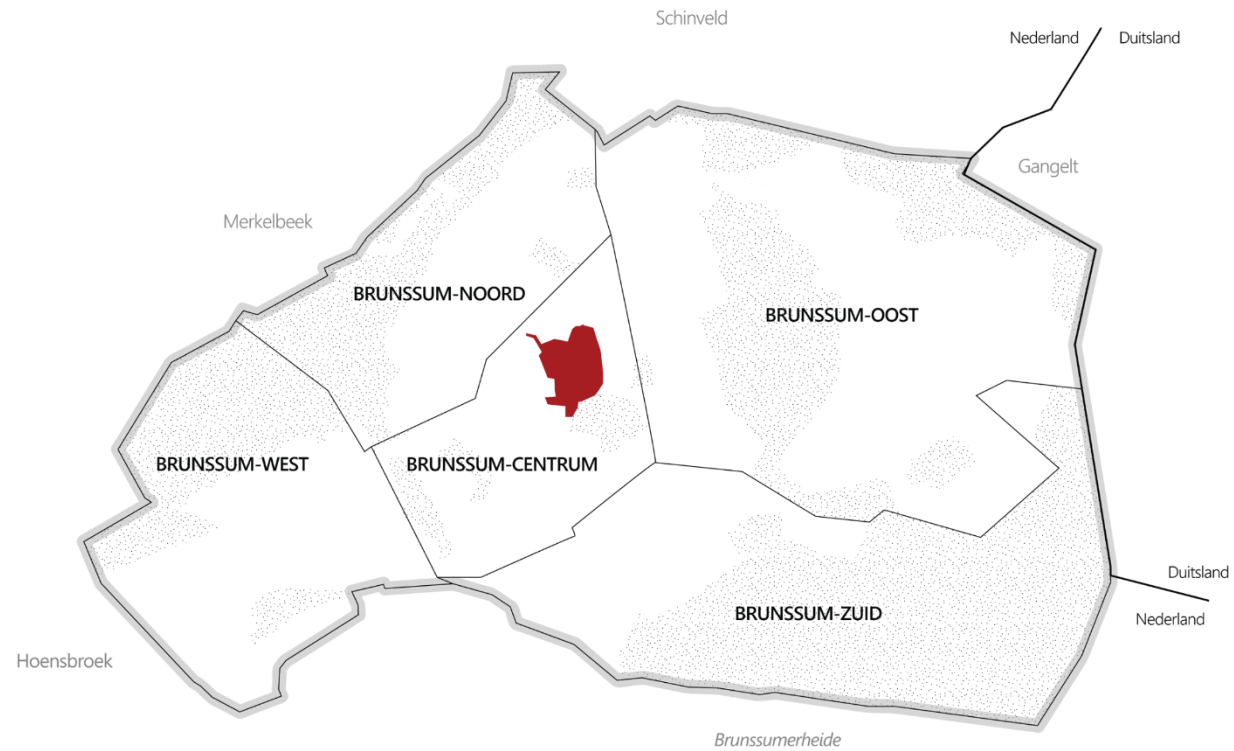 Schinveld
Nederland
Duitsland
Gangelt
Merkelbeek
BRUNSSUM-NOORD
BRUNSSUM-OOST
BRUNSSUM-WEST
BRUNSSUM-CENTRUM
Duitsland
BRUNSSUM-ZUID
Nederland
Hoensbroek
Brunssumerheide